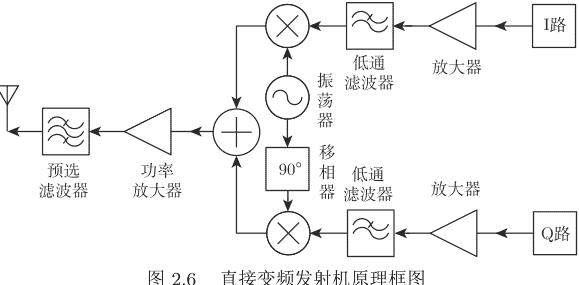 I路
放大器
低通
滤波器
振
荡
器
90°
移
相
器
预选
滤波器
功率
放大器
低通
滤波器
放大器
Q路
图 2.6 直接变频发射机原理框图